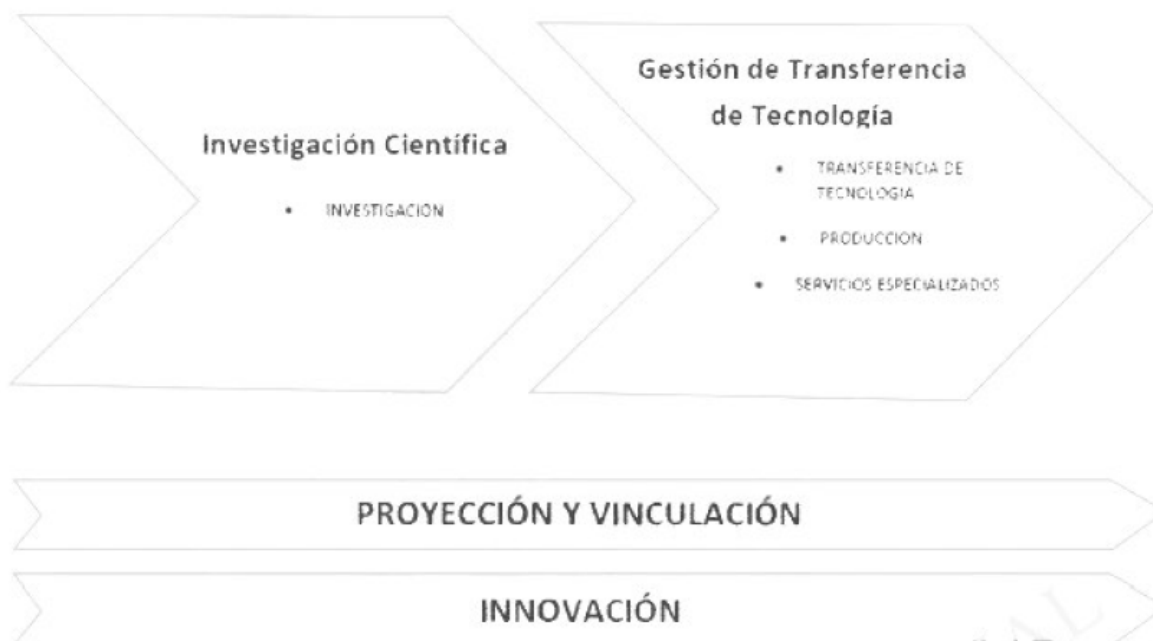 Investigación Científica
• INVESTIGACION
Gestión de Transferencia
de Tecnología
• TRANSFERENCIA DE
TECNOLOGIA
• PRODUCCION
• SERVICIOS ESPECIALIZADOS
PROYECCIÓN Y VINCULACIÓN
INNOVACIÓN